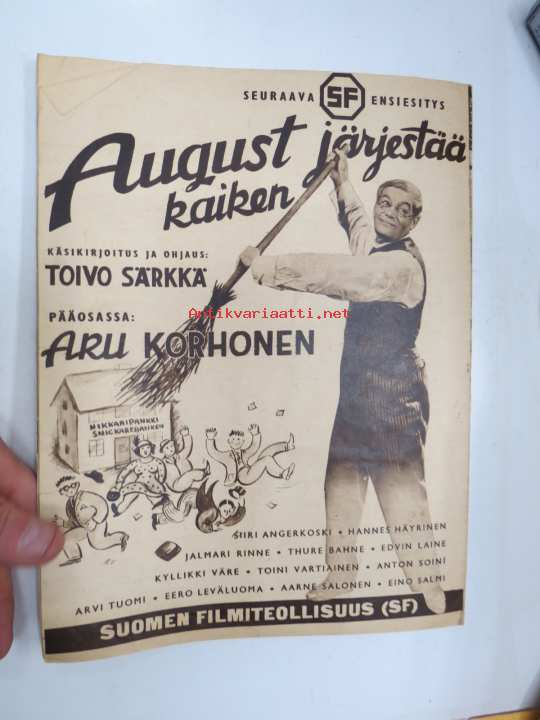 SEURAAVA SF ENSIESITYS
August järjestää
kaiken
KÄSIKIRJOITUS JA OHJAUS:
TOIVO SÄRKKÄ
Antikvariaatti.net
PÄÄOSASSA:
AKU KORHONEN
NIKKARIPANKKI
SNICKAREBANKEN
SIIRI ANGERKOSKI • HANNES HÄYRINEN
JALMARI RINNE • THURE BAHNE • EDVIN LAINE
KYLLIKKI VÄRE • TOINI VARTIAINEN • ANTON SOINI
ARVI TUOMI • EERO LEVÄLUOMA • AARNE SALONEN • EINO SALMI
SUOMEN FILMITEOLLISUUS (SF)